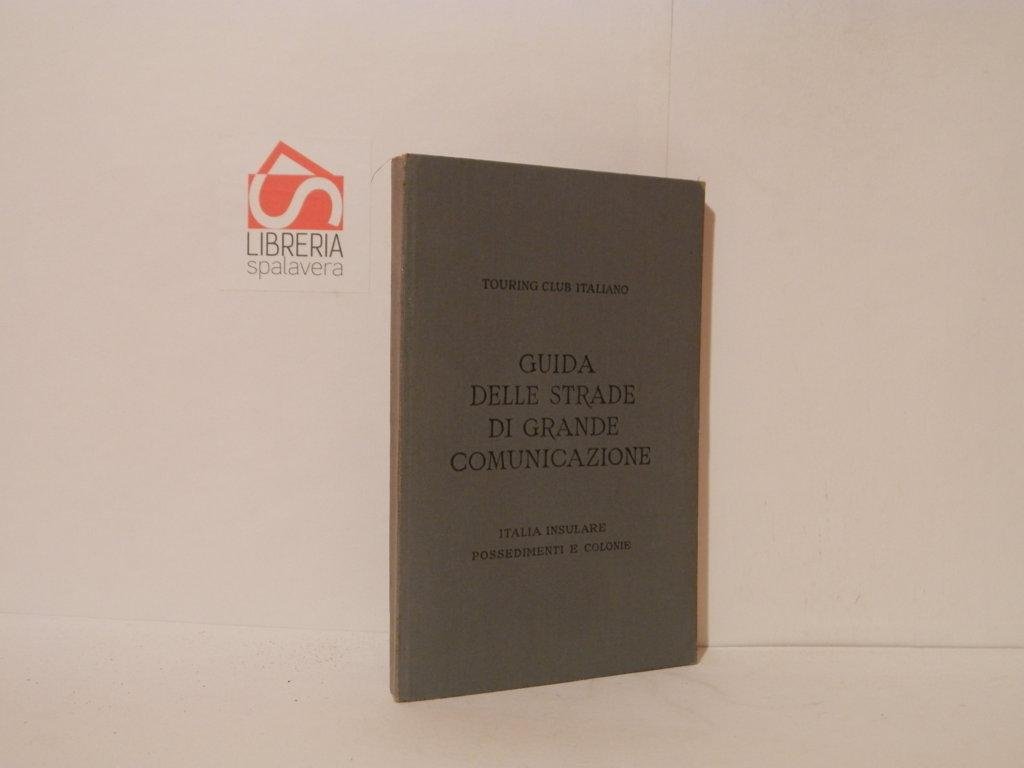 LIBRERIA
spalavera
TOURING CLUB ITALIANO
GUIDA
DELLE STRADE
DI GRANDE
COMUNICAZIONE
ITALIA INSULARE
POSSEDIMENTI E COLONIE